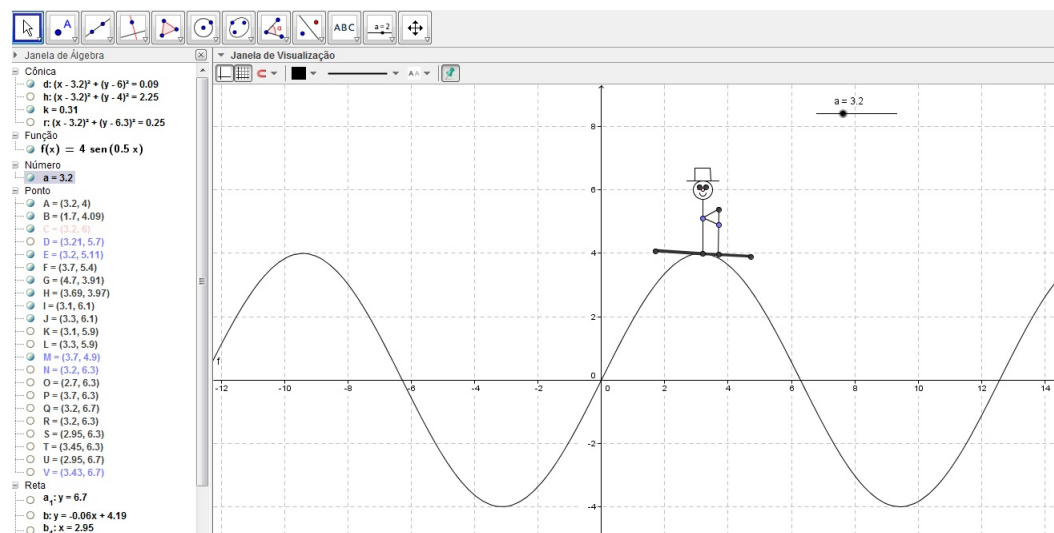 A
α
ABC
a=2
Janela de Álgebra
Janela de Visualização
Cônica
d: (x - 3.2)² + (y - 6)² = 0.09
h: (x - 3.2)² + (y - 4)² = 2.25
k = 0.31
r: (x - 3.2)² + (y - 6.3)² = 0.25
Função
f(x) = 4 sen(0.5 x)
Número
a = 3.2
Ponto
A = (3.2, 4)
B = (1.7, 4.09)
C = (3.2, 6)
D = (3.21, 5.7)
E = (3.2, 5.11)
F = (3.7, 5.4)
G = (4.7, 3.91)
H = (3.69, 3.97)
I = (3.1, 6.1)
J = (3.3, 6.1)
K = (3.1, 5.9)
L = (3.3, 5.9)
M = (3.7, 4.9)
N = (3.2, 6.3)
O = (2.7, 6.3)
P = (3.7, 6.3)
Q = (3.2, 6.7)
R = (3.2, 6.3)
S = (2.95, 6.3)
T = (3.45, 6.3)
U = (2.95, 6.7)
V = (3.43, 6.7)
Reta
a₁: y = 6.7
b: y = -0.06x + 4.19
b₁: x = 2.95
AA
a = 3.2
8
6
4
2
0
-2
-4
f
-12 -10 -8 -6 -4 -2 0 2 4 6 8 10 12 14